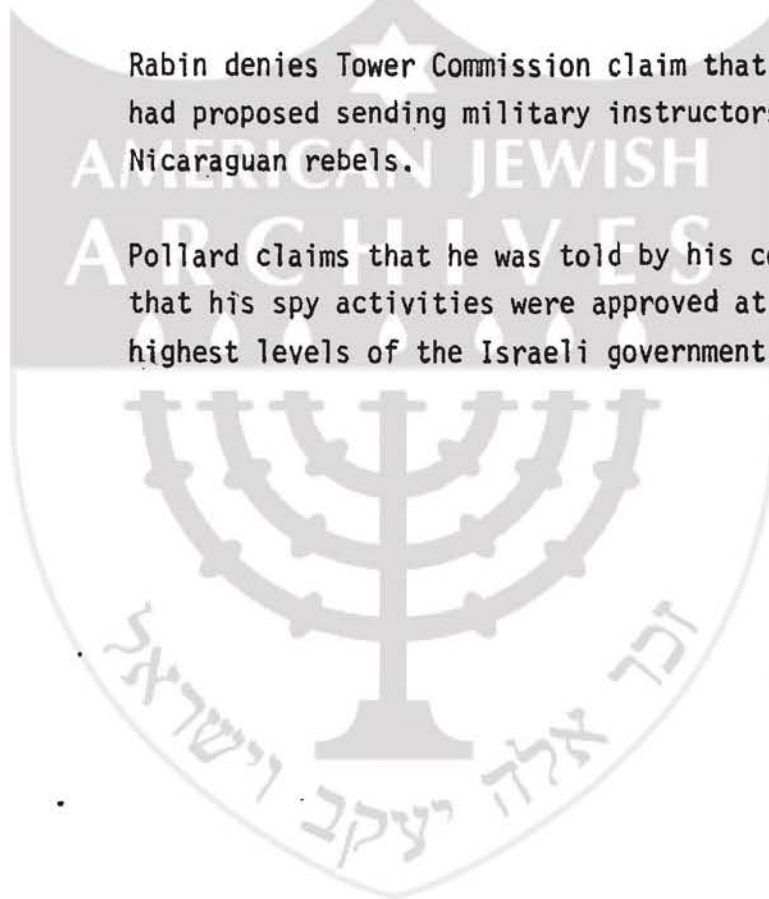 Rabin denies Tower Commission claim that
had proposed sending military instructors
Nicaraguan rebels.
AMERICAN JEWISH
ARCHIVES
Pollard claims that he was told by his
that his spy activities were approved at
highest levels of the Israeli government
זכר אלה יעקב וישראל